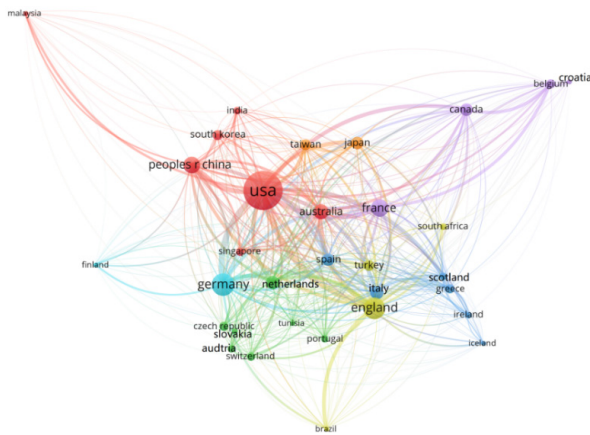 malaysia
croatia
belgium
india
canada
south korea
taiwan
japan
peoples r china
usa
australia
france
south africa
singapore
spain
turkey
finland
scotland
germany
netherlands
italy
greece
england
ireland
czech republic
tunisia
slovakia
portugal
iceland
audtria
switzerland
brazil